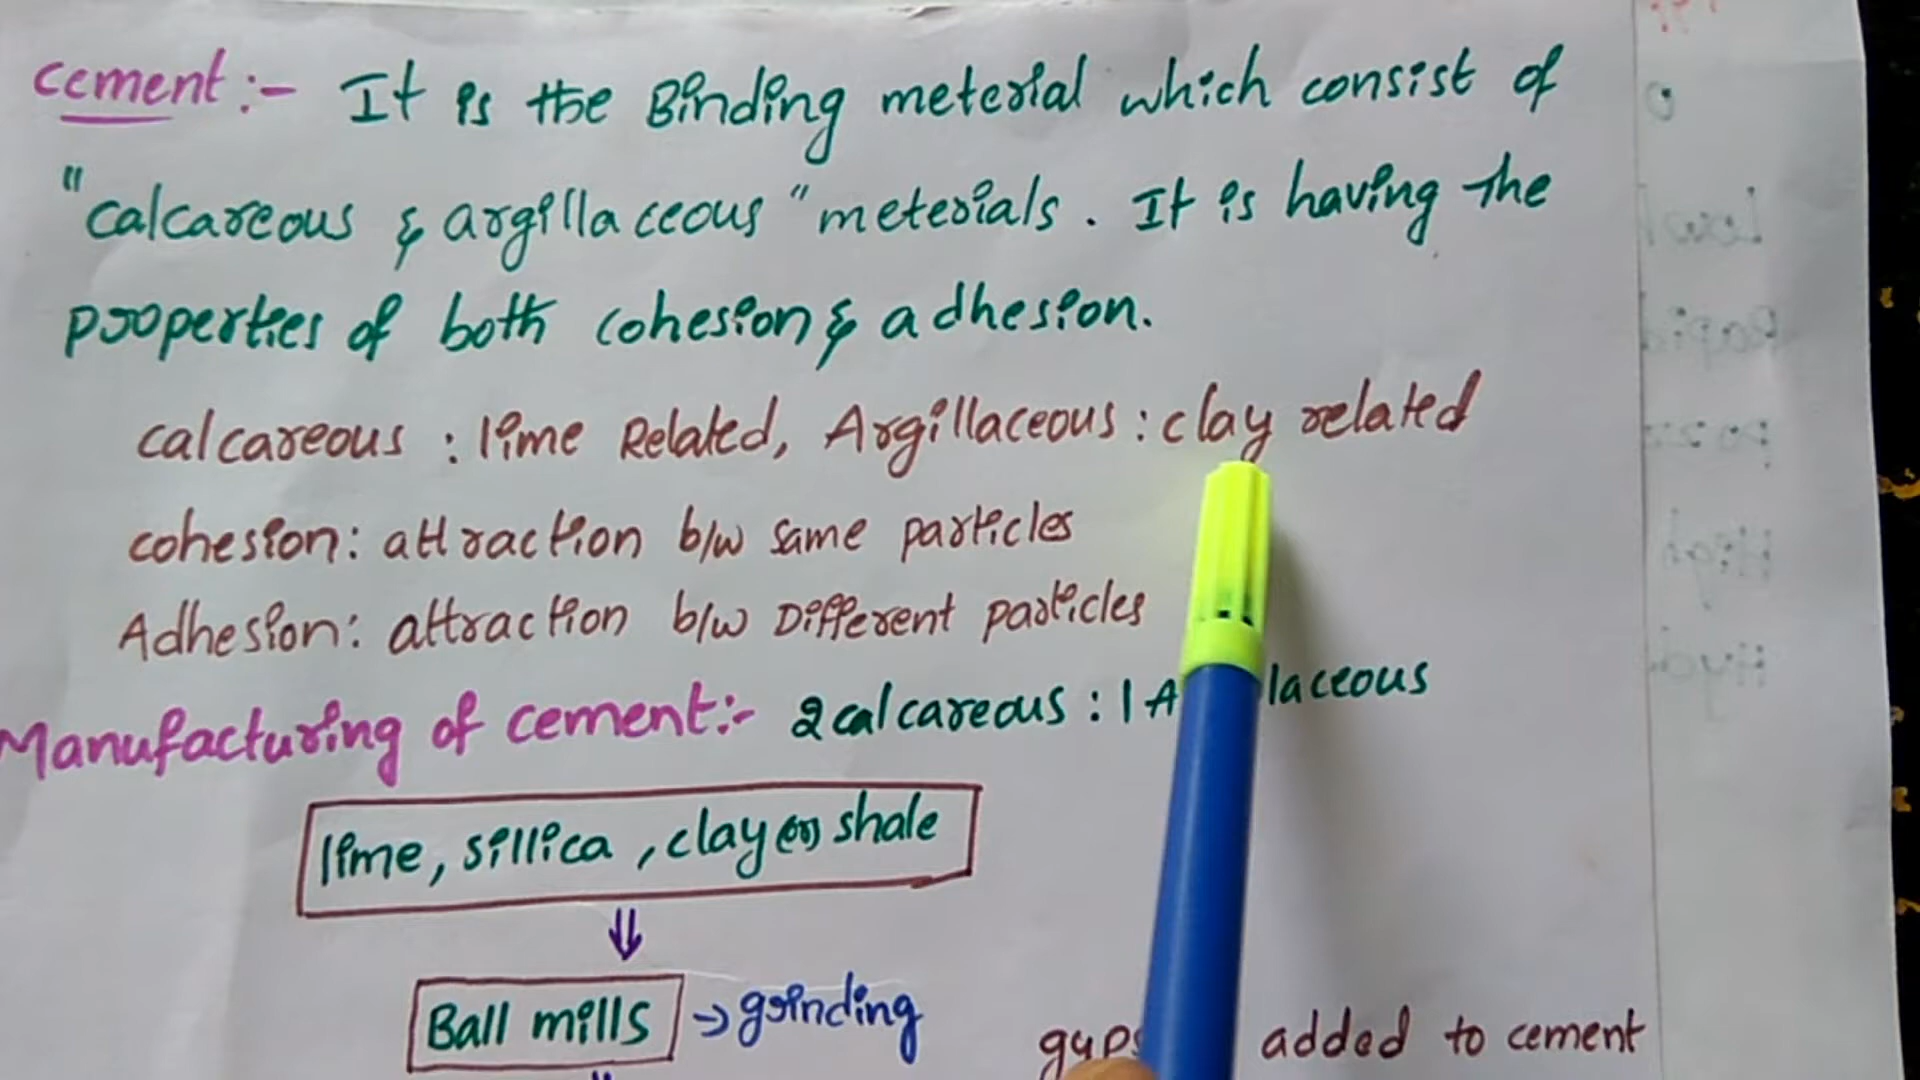 cement :- It is the Binding meterial which consist of
"calcareous & argillaceous" meterials. It is having the
properties of both cohesion & adhesion.
calcareous : lime Related, Argillaceous : clay related
cohesion: attraction b/w same particles
Adhesion: attraction b/w Different particles
Manufacturing of cement:- 2 calcareous : 1 A laceous
lime, sillica, clay (or) shale
Ball mills → grinding
added to cement